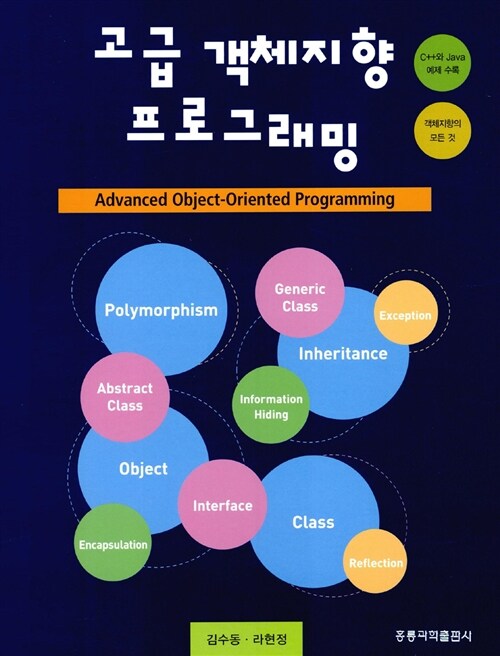 고급 객체지향
프로그래밍
C++와 Java
예제 수록
객체지향의
모든 것
Advanced Object-Oriented Programming
Polymorphism
Generic
Class
Exception
Inheritance
Abstract
Class
Information
Hiding
Object
Interface
Class
Encapsulation
Reflection
김수동 · 라현정
홍릉과학출판사